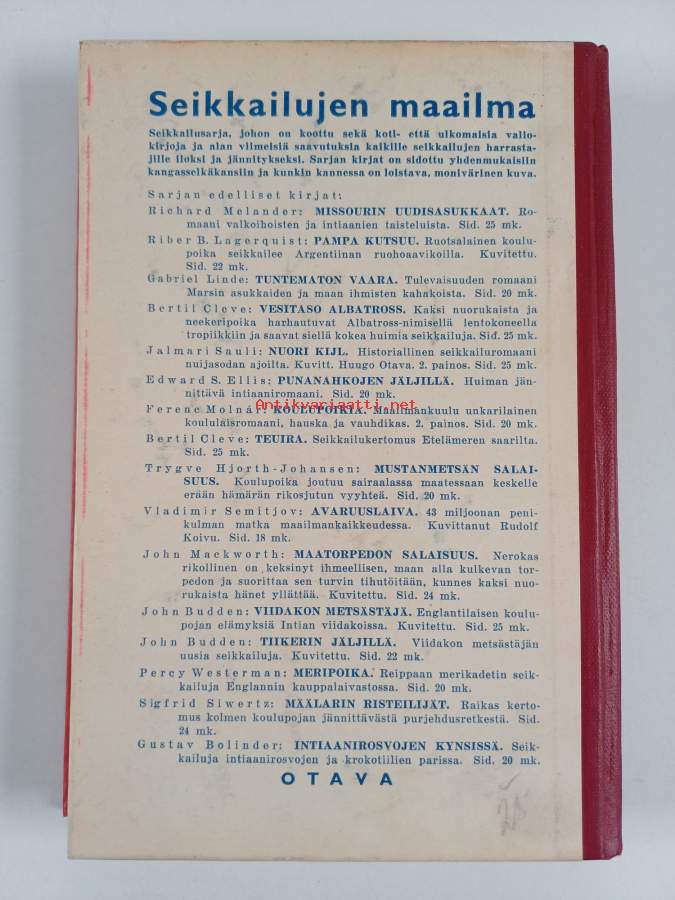 Seikkailujen maailma
Seikkailusarja, johon on koottu sekä koti- että ulkomaisia valio-
kirjoja ja alan viimeisiä saavutuksia kaikille seikkailujen harrasta-
jille iloksi ja jännitykseksi. Sarjan kirjat on sidottu yhdenmukaisiin
kangasselkäkansiin ja kunkin kannessa on loistava, monivärinen kuva.
Sarjan edelliset kirjat:
Richard Melander: MISSOURIN UUDISASUKKAAT. Ro-
maani valkoihoisten ja intiaanien taisteluista. Sid. 25 mk.
Riber B. Lagerquist: PAMPA KUTSUU. Ruotsalainen koulu-
poika seikkailee Argentiinan ruohoaavikoilla. Kuvitettu.
Sid. 22 mk.
Gabriel Linde: TUNTEMATON VAARA. Tulevaisuuden romaani
Marsin asukkaiden ja maan ihmisten kahakoista. Sid. 20 mk.
Bertil Cleve: VESITASO ALBATROSS. Kaksi nuorukaista ja
neekeripoika harhautuvat Albatross-nimisellä lentokoneella
tropiikkiin ja saavat siellä kokea huimia seikkailuja. Sid. 25 mk.
Jalmari Sauli: NUORI KIJL. Historiallinen seikkailuromaani
nuijasodan ajoilta. Kuvitt. Huugo Otava. 2. painos. Sid. 25 mk.
Edward S. Ellis: PUNANAHKOJEN JÄLJILLÄ. Huiman jän-
nittävä intiaaniromaani. Sid. 20 mk.
Antikvariaatti.net
Ferenc Molnár: KOULUPOIKIA. Maailmankuulu unkarilainen
koululaisromaani, hauska ja vauhdikas. 2. painos. Sid. 20 mk.
Bertil Cleve: TEUIRA. Seikkailukertomus Etelämeren saarilta.
Sid. 25 mk.
Trygve Hjorth-Johansen: MUSTANMETSÄN SALAI-
SUUS. Koulupoika joutuu sairaalassa maatessaan keskelle
erään hämärän rikosjutun vyyhteä. Sid. 20 mk.
Vladimir Semitjov: AVARUUSLAIVA. 43 miljoonan peni-
kulman matka maailmankaikkeudessa. Kuvittanut Rudolf
Koivu. Sid. 18 mk.
John Mackworth: MAATORPEDON SALAISUUS. Nerokas
rikollinen on keksinyt ihmeellisen, maan alla kulkevan tor-
pedon ja suorittaa sen turvin tihutöitään, kunnes kaksi nuo-
rukaista hänet yllättää. Kuvitettu. Sid. 24 mk.
John Budden: VIIDAKON METSÄSTÄJÄ. Englantilaisen koulu-
pojan elämyksiä Intian viidakoissa. Kuvitettu. Sid. 25 mk.
John Budden: TIIKERIN JÄLJILLÄ. Viidakon metsästäjän
uusia seikkailuja. Kuvitettu. Sid. 22 mk.
Percy Westerman: MERIPOIKA. Reippaan merikadetin seik-
kailuja Englannin kauppalaivastossa. Sid. 20 mk.
Sigfrid Siwertz: MÄÄLARIN RISTEILIJÄT. Raikas kerto-
mus kolmen koulupojan jännittävästä purjehdusretkestä. Sid.
24 mk.
Gustav Bolinder: INTIAANIROSVOJEN KYNSISSÄ. Seik-
kailuja intiaanirosvojen ja krokotiilien parissa. Sid. 20 mk.
OTAVA